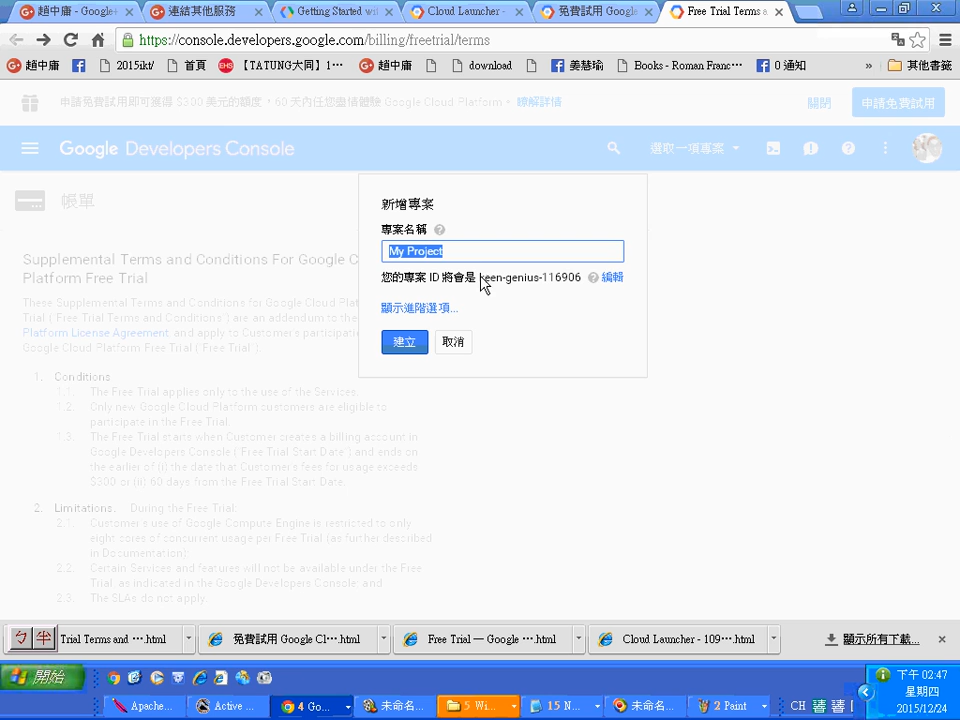 趙中庸 - Google+
連結其他服務
Getting Started wi
Cloud Launcher -
免費試用 Google
Free Trial Terms a
https://console.developers.google.com/billing/freetrial/terms
趙中庸
2015ikt/
首頁
【TATUNG大同】1…
趙中庸
download
姜慧瑜
Books - Roman Franc…
0 通知
»
其他書籤
申請免費試用即可獲得 $300 美元的額度，60 天內任您盡情體驗 Google Cloud Platform。瞭解詳情
關閉
申請免費試用
Google Developers Console
選取一項專案
帳單
Supplemental Terms and Conditions For Google C
Platform Free Trial
These Supplemental Terms and Conditions for Google Cloud Plat
Trial ("Free Trial Terms and Conditions") are an addendum to the
Platform License Agreement, and apply to Customer's participati
Google Cloud Platform Free Trial ("Free Trial").
1. Conditions.
1.1. The Free Trial applies only to the use of the Services.
1.2. Only new Google Cloud Platform customers are eligible to
participate in the Free Trial.
1.3. The Free Trial starts when Customer creates a billing account in
Google Developers Console ("Free Trial Start Date") and ends on
the earlier of (i) the date that Customer's fees for usage exceeds
$300 or (ii) 60 days from the Free Trial Start Date.
2. Limitations. During the Free Trial:
2.1. Customer's use of Google Compute Engine is restricted to only
eight cores of concurrent usage per Free Trial (as further described
in Documentation);
2.2. Certain Services and features will not be available under the Free
Trial, as indicated in the Google Developers Console; and
2.3. The SLAs do not apply.
新增專案
專案名稱
My Project
您的專案 ID 將會是 keen-genius-116906 編輯
顯示進階選項...
建立
取消
ㄅ 半
Trial Terms and ….html
免費試用 Google Cl….html
Free Trial — Google ….html
Cloud Launcher - 109….html
顯示所有下載...
開始
Apache…
Active …
4 Go…
未命名…
5 Wi…
15 N…
未命名…
2 Paint
CH
下午 02:47
星期四
2015/12/24